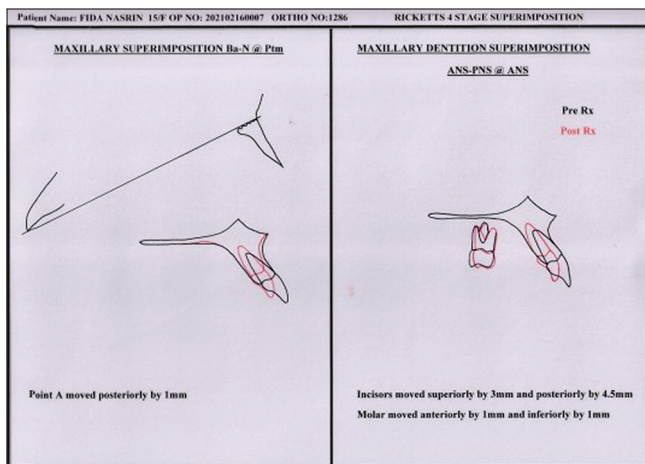 Patient Name: FIDA NASRIN 15/F OP NO: 202102160007 ORTHO NO:1286 RICKETTS 4 STAGE SUPERIMPOSITION
MAXILLARY SUPERIMPOSITION Ba-N @ Ptm
Point A moved posteriorly by 1mm
MAXILLARY DENTITION SUPERIMPOSITION
ANS-PNS @ ANS
Pre Rx
Post Rx
Incisors moved superiorly by 3mm and posteriorly by 4.5mm
Molar moved anteriorly by 1mm and inferiorly by 1mm